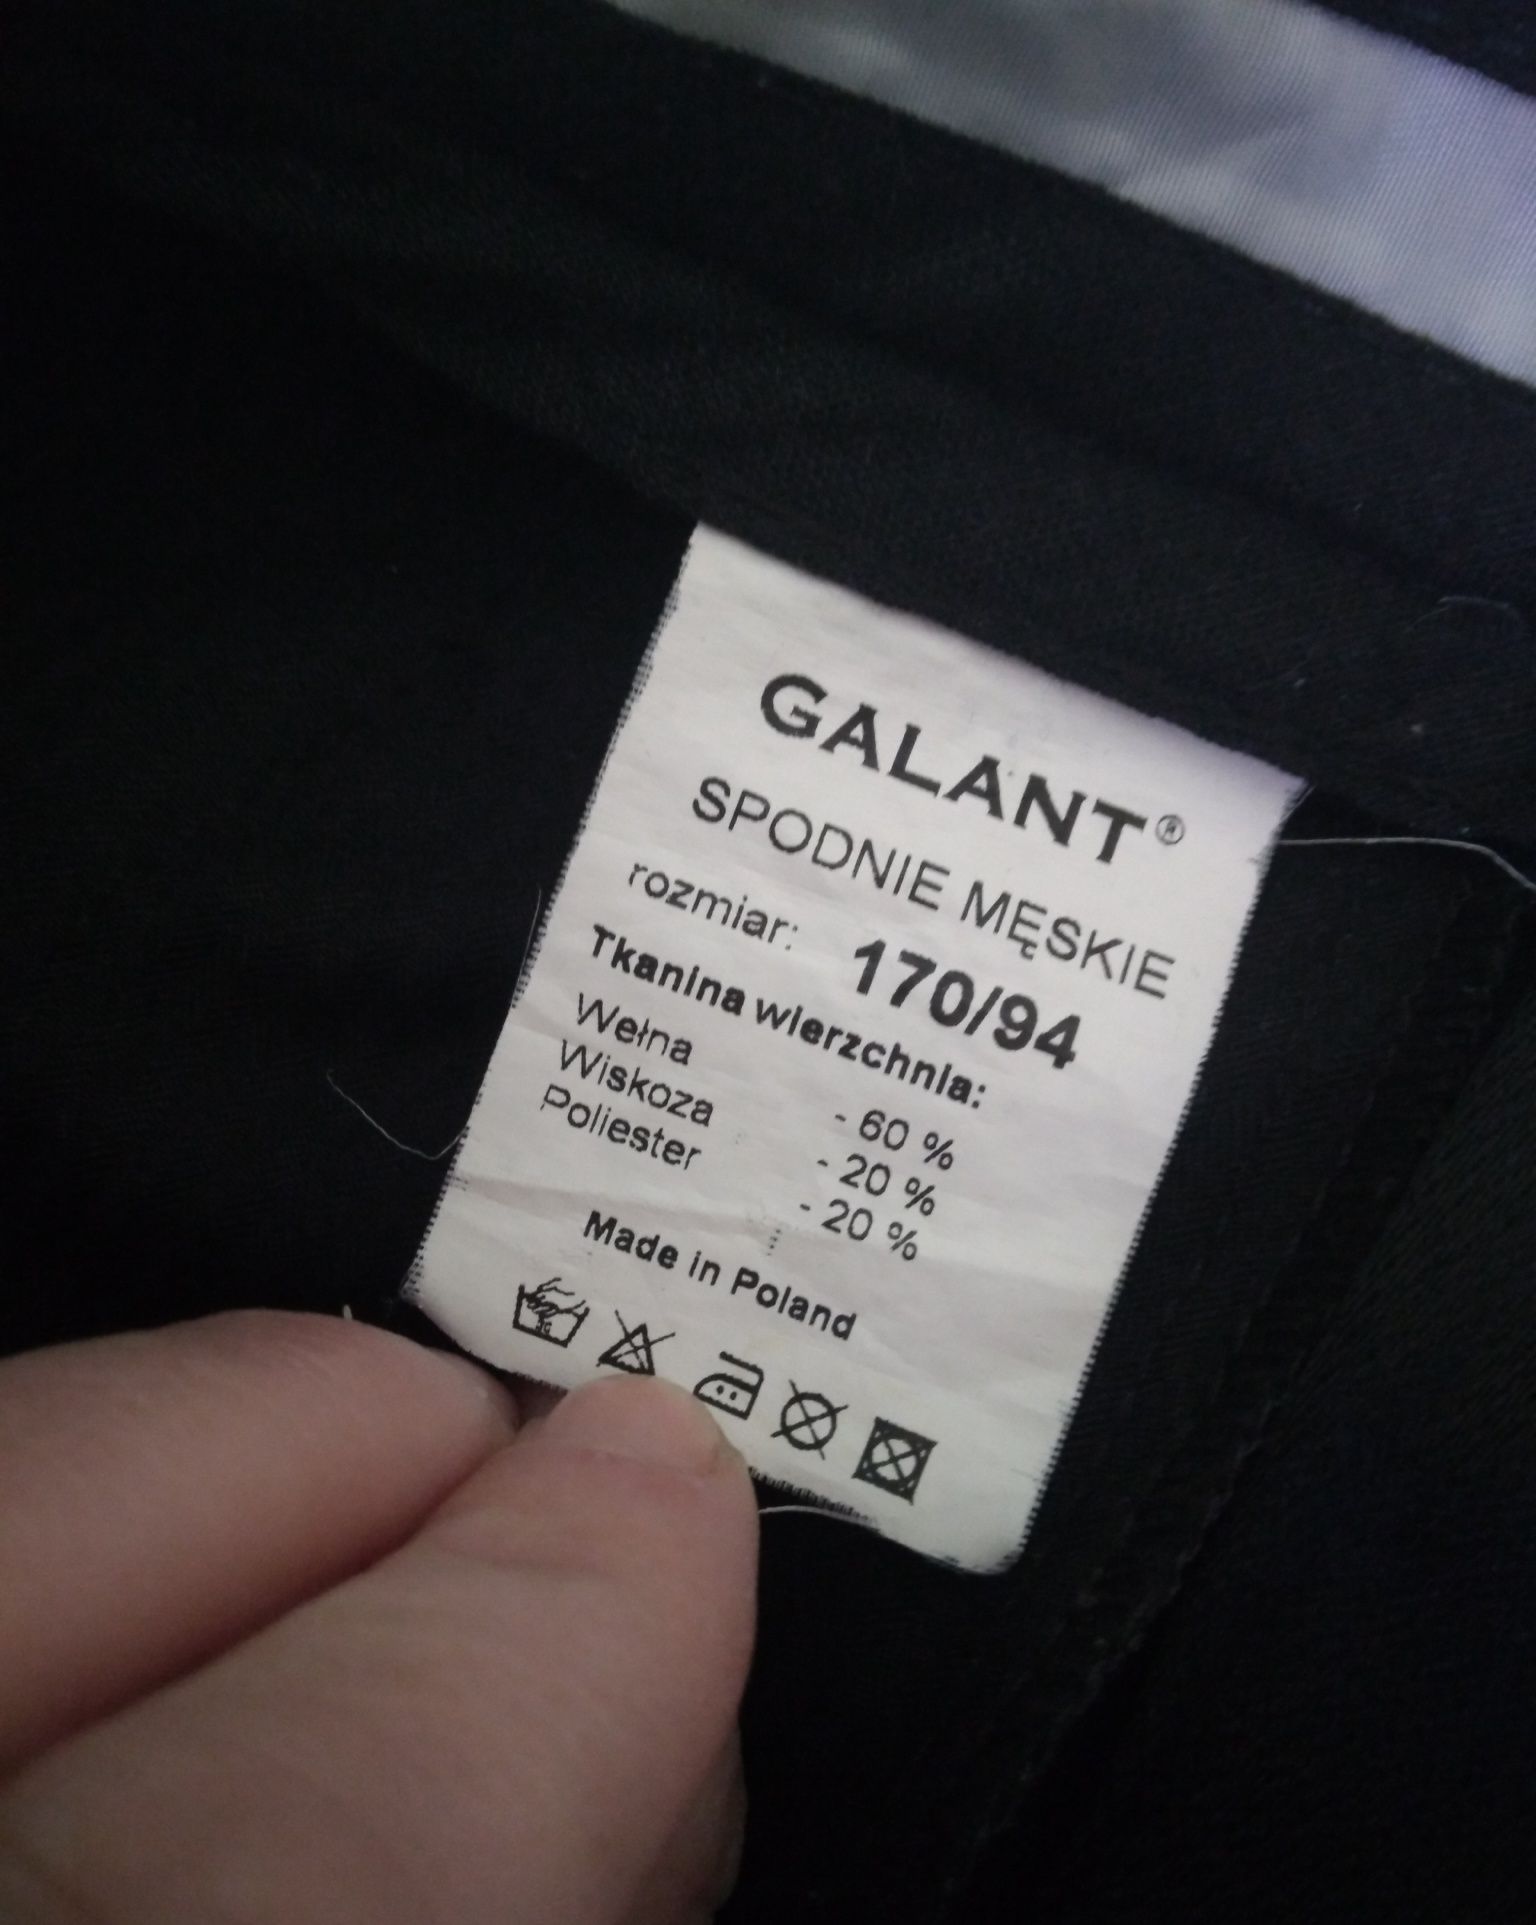 GALANT®
SPODNIE MĘSKIE
rozmiar: 170/94
Tkanina wierzchnia:
Wełna - 60 %
Wiskoza - 20 %
Poliester - 20 %
Made in Poland